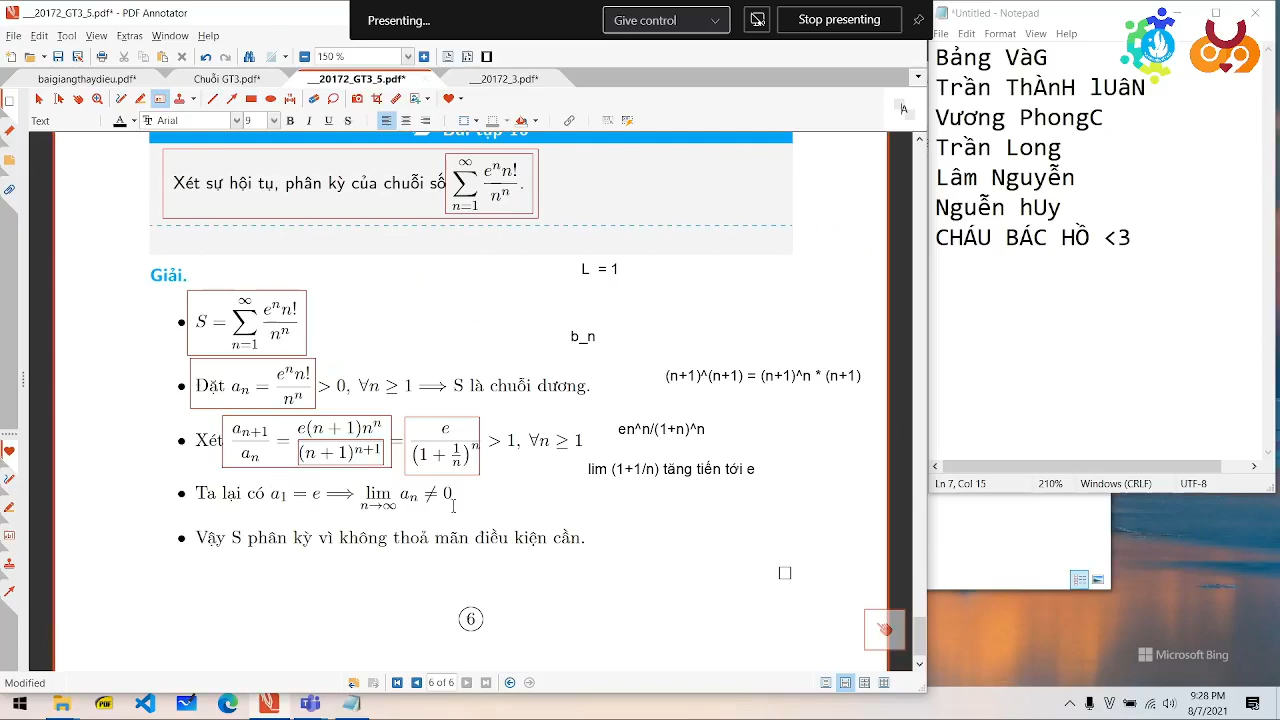 __20172_GT3_5.pdf* - PDF Annotator
Presenting...
Give control
Stop presenting
*Untitled - Notepad
File Edit Tool View Extras Window Help
File Edit Format View Help
150 %
baigiangthaydieu.pdf*
Chuỗi GT3.pdf*
__20172_GT3_5.pdf*
__20172_3.pdf*
Text
Arial
9
B I U S
Bài tập 10
Xét sự hội tụ, phân kỳ của chuỗi số ∑_{n=1}^{∞} e^n n!/n^n.
Giải.
L = 1
• S = ∑_{n=1}^{∞} e^n n!/n^n
b_n
• Đặt a_n = e^n n!/n^n > 0, ∀n ≥ 1 ⟹ S là chuỗi dương.
(n+1)^(n+1) = (n+1)^n * (n+1)
• Xét a_{n+1}/a_n = e(n+1)n^n/(n+1)^{n+1} = e/(1 + 1/n)^n > 1, ∀n ≥ 1
en^n/(1+n)^n
lim (1+1/n) tăng tiến tới e
• Ta lại có a_1 = e ⟹ lim_{n→∞} a_n ≠ 0
• Vậy S phân kỳ vì không thoả mãn điều kiện cần.
6
Modified
6 of 6
Bảng VàG
Trần ThÀnH lUâN
Vương PhongC
Trần Long
Lâm Nguyễn
Nguễn hUy
CHÁU BÁC HỒ <3
Ln 7, Col 15
210%
Windows (CRLF)
UTF-8
Microsoft Bing
9:28 PM
8/7/2021